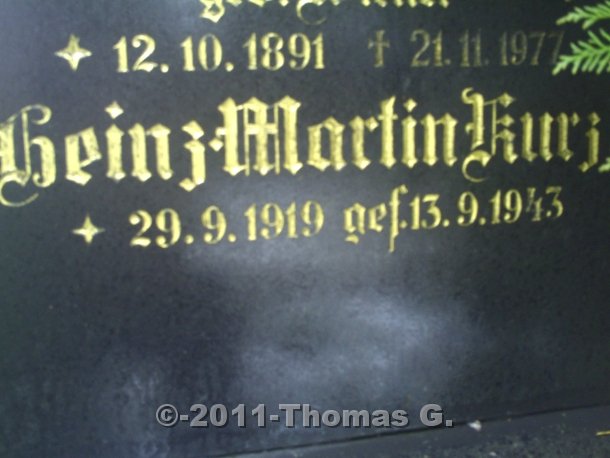 ✦ 12.10.1891 † 21.11.1977
Heinz-Martin Kurz
✦ 29.9.1919 gef.13.9.1943
©-2011-Thomas G.